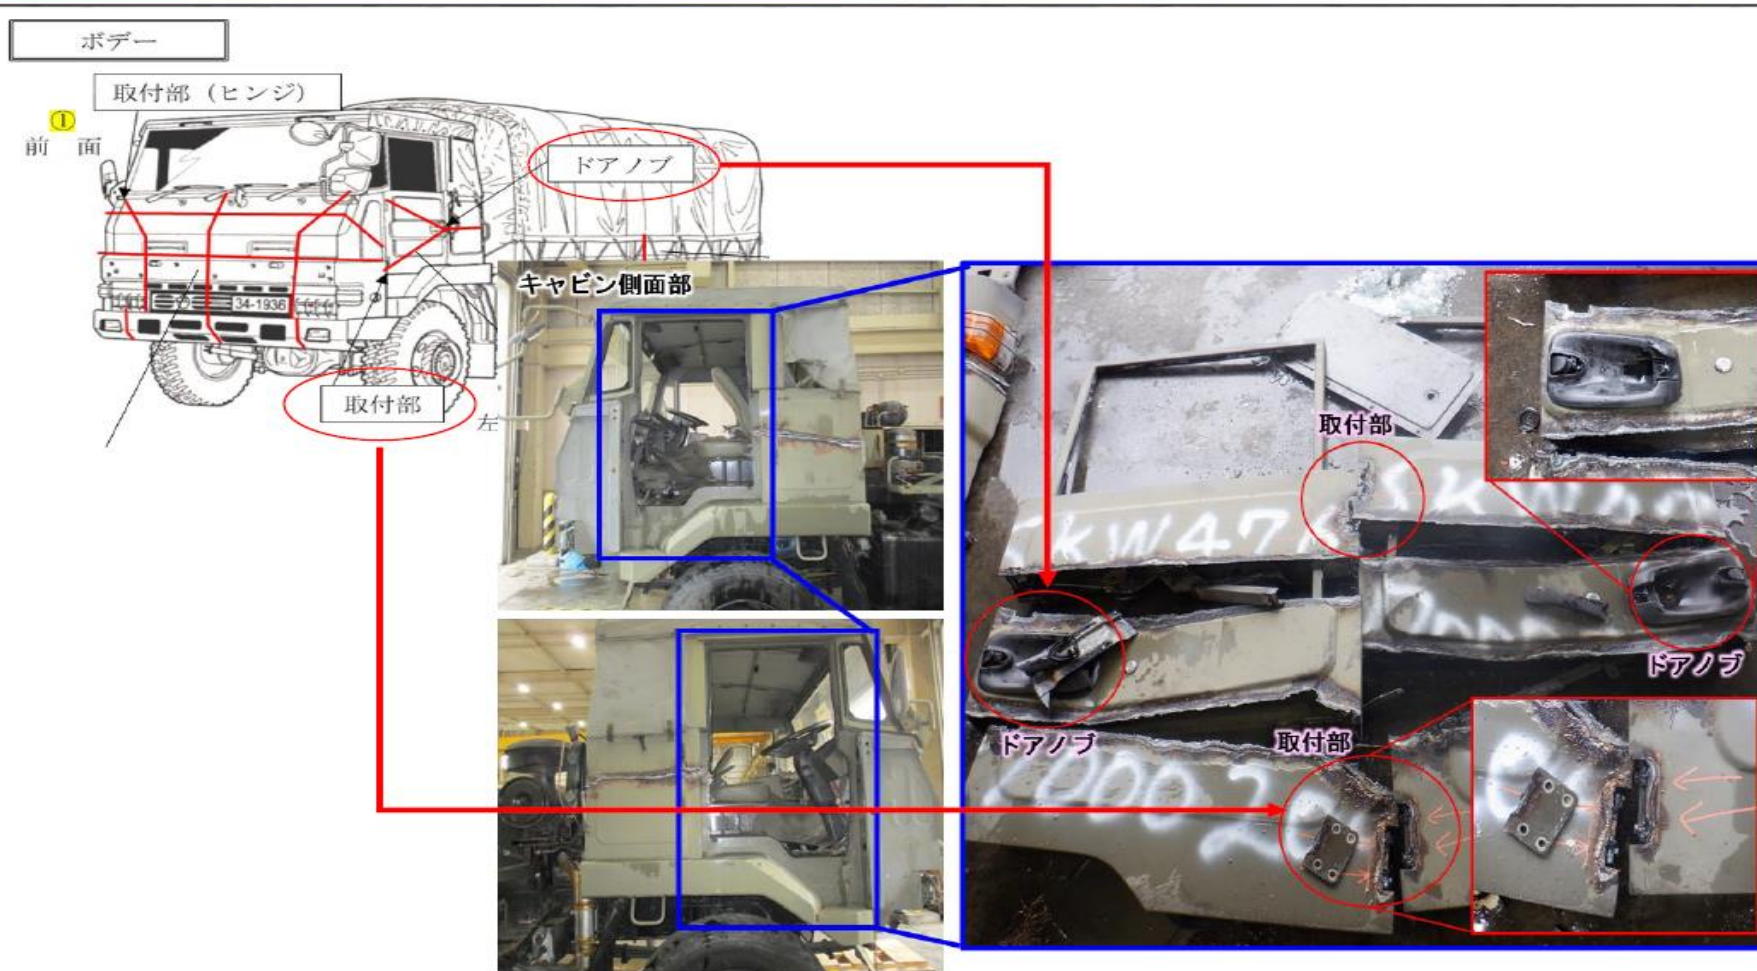 ボデー
取付部（ヒンジ）
①
前　面
ドアノブ
34-1936
キャビン側面部
取付部
左
取付部
SKW476
ドアノブ
ドアノブ
取付部